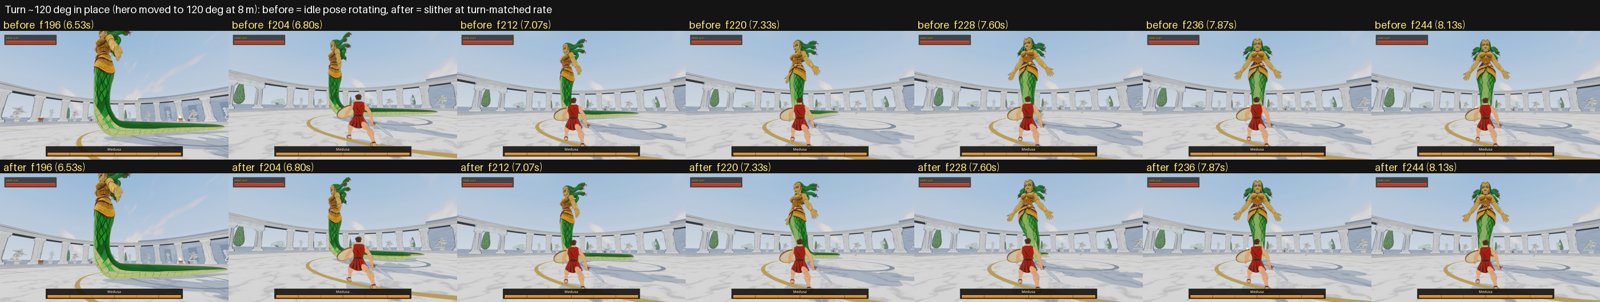 Turn ~120 deg in place (hero moved to 120 deg at 8 m): before = idle pose rotating, after = slither at turn-matched rate
before f196 (6.53s)
before f204 (6.80s)
before f212 (7.07s)
before f220 (7.33s)
before f228 (7.60s)
before f236 (7.87s)
before f244 (8.13s)
Medusa
Medusa
Medusa
Medusa
Medusa
Medusa
Medusa
after f196 (6.53s)
after f204 (6.80s)
after f212 (7.07s)
after f220 (7.33s)
after f228 (7.60s)
after f236 (7.87s)
after f244 (8.13s)
Medusa
Medusa
Medusa
Medusa
Medusa
Medusa
Medusa